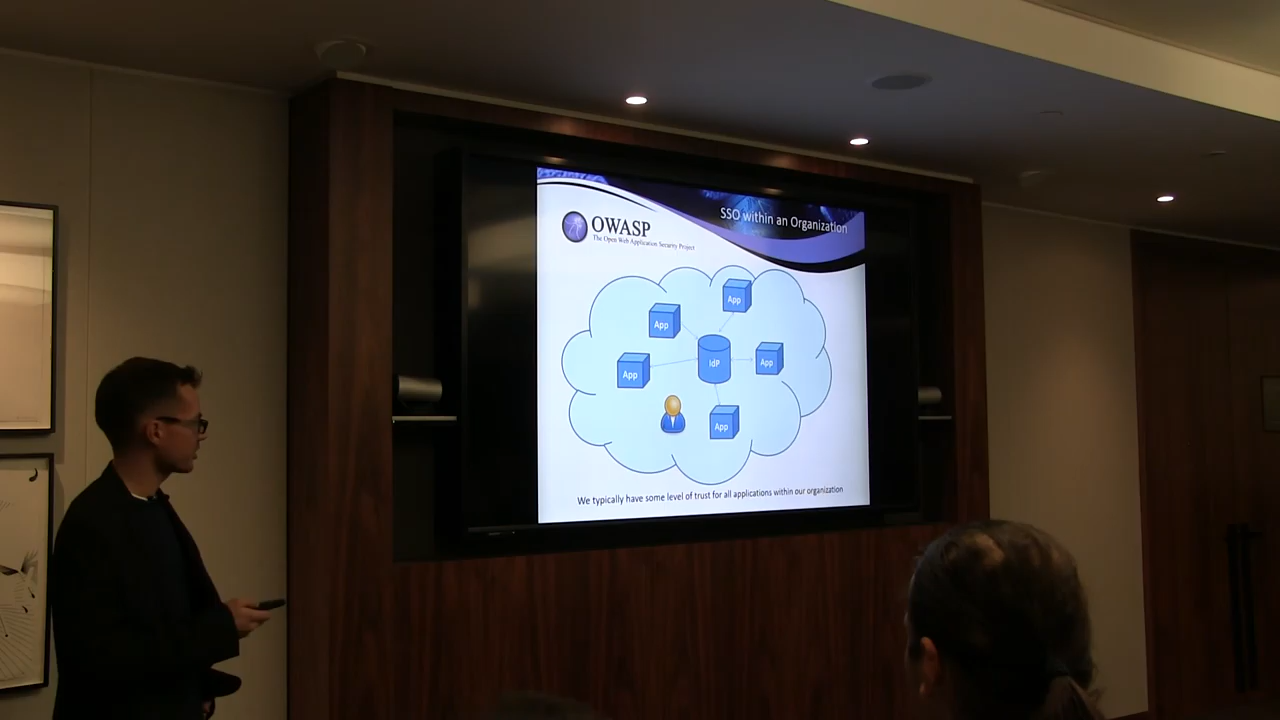 SSO within an Organization
OWASP
The Open Web Application Security Project
App
App
App
IdP
App
App
We typically have some level of trust for all applications within our organization